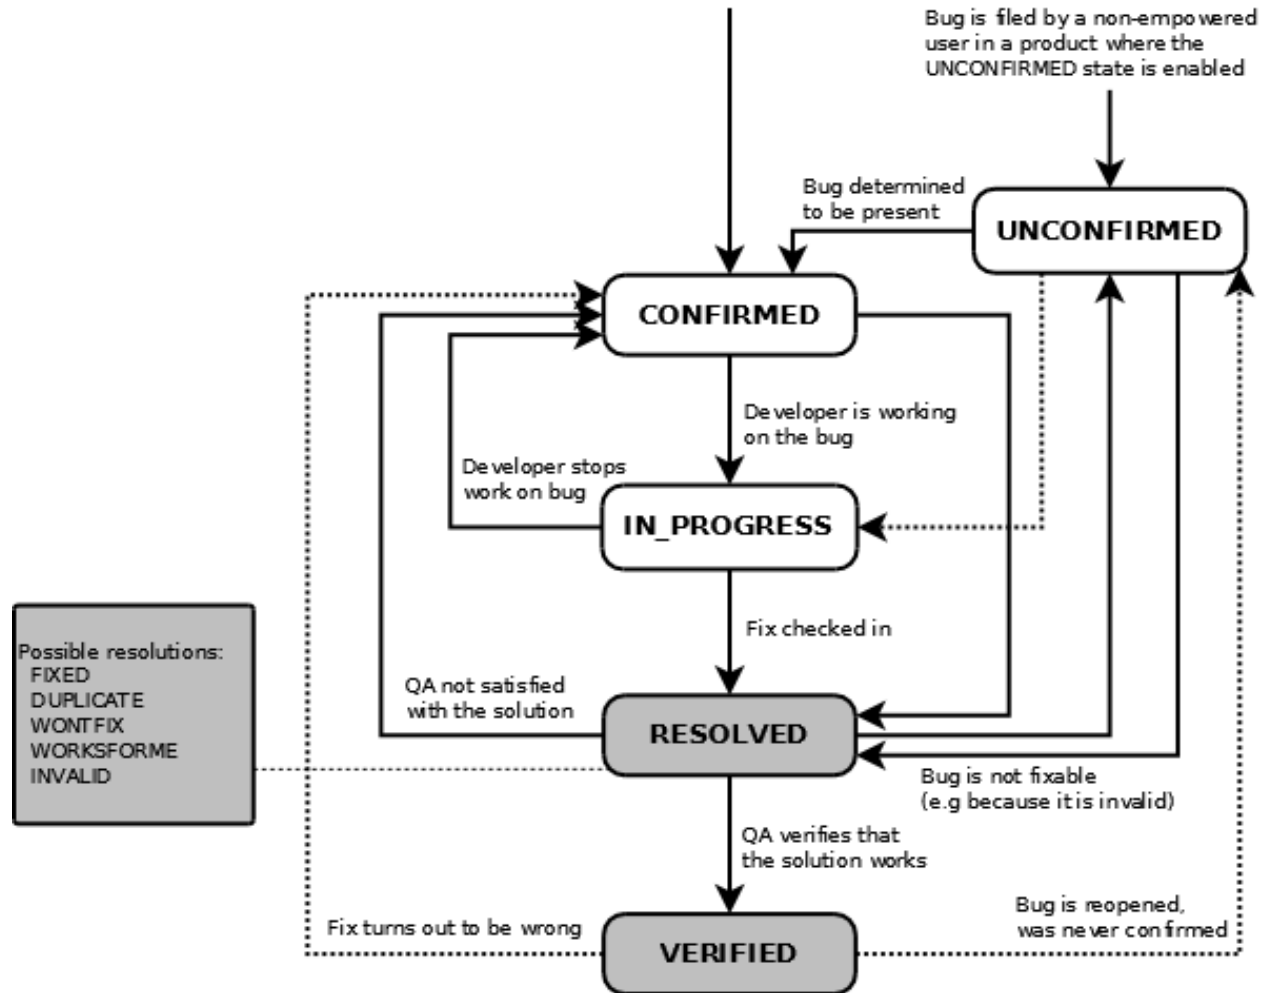 Bug is filed by a non-empowered
user in a product where the
UNCONFIRMED state is enabled
Bug determined
to be present
UNCONFIRMED
CONFIRMED
Developer is working
on the bug
Developer stops
work on bug
IN_PROGRESS
Fix checked in
Possible resolutions:
FIXED
DUPLICATE
WONTFIX
WORKSFORME
INVALID
QA not satisfied
with the solution
RESOLVED
Bug is not fixable
(e.g because it is invalid)
QA verifies that
the solution works
Fix turns out to be wrong
VERIFIED
Bug is reopened,
was never confirmed